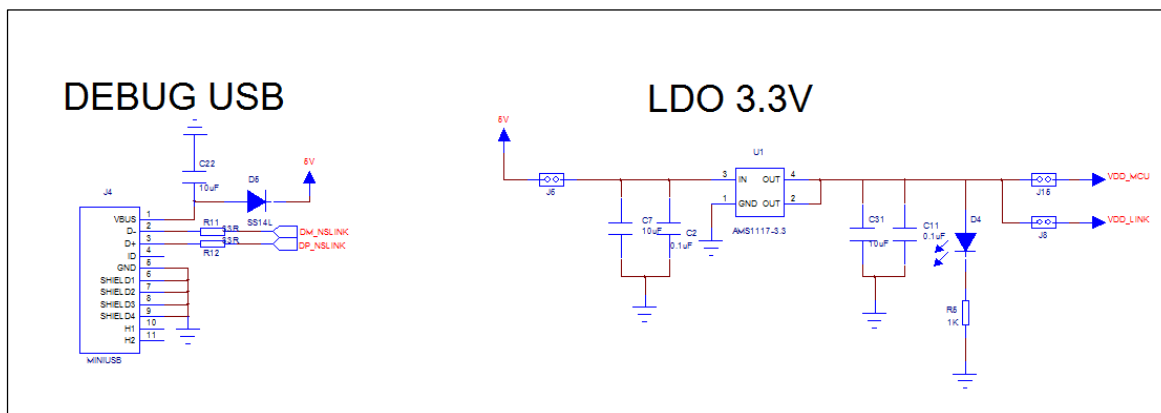 DEBUG USB
LDO 3.3V
J4
C22
10uF
D5
SS14L
5V
VBUS 1
D- 2
D+ 3
ID 4
GND 5
SHIELD1 6
SHIELD2 7
SHIELD3 8
SHIELD4 9
H1 10
H2 11
MINIUSB
R11 33R
R12 33R
DM_NSLINK
DP_NSLINK
5V
J6
C7
10uF
C2
0.1uF
U1
3 IN OUT 4
1 GND OUT 2
AMS1117-3.3
C31
10uF
C11
0.1uF
D4
R5
1K
J15
VDD_MCU
J8
VDD_LINK